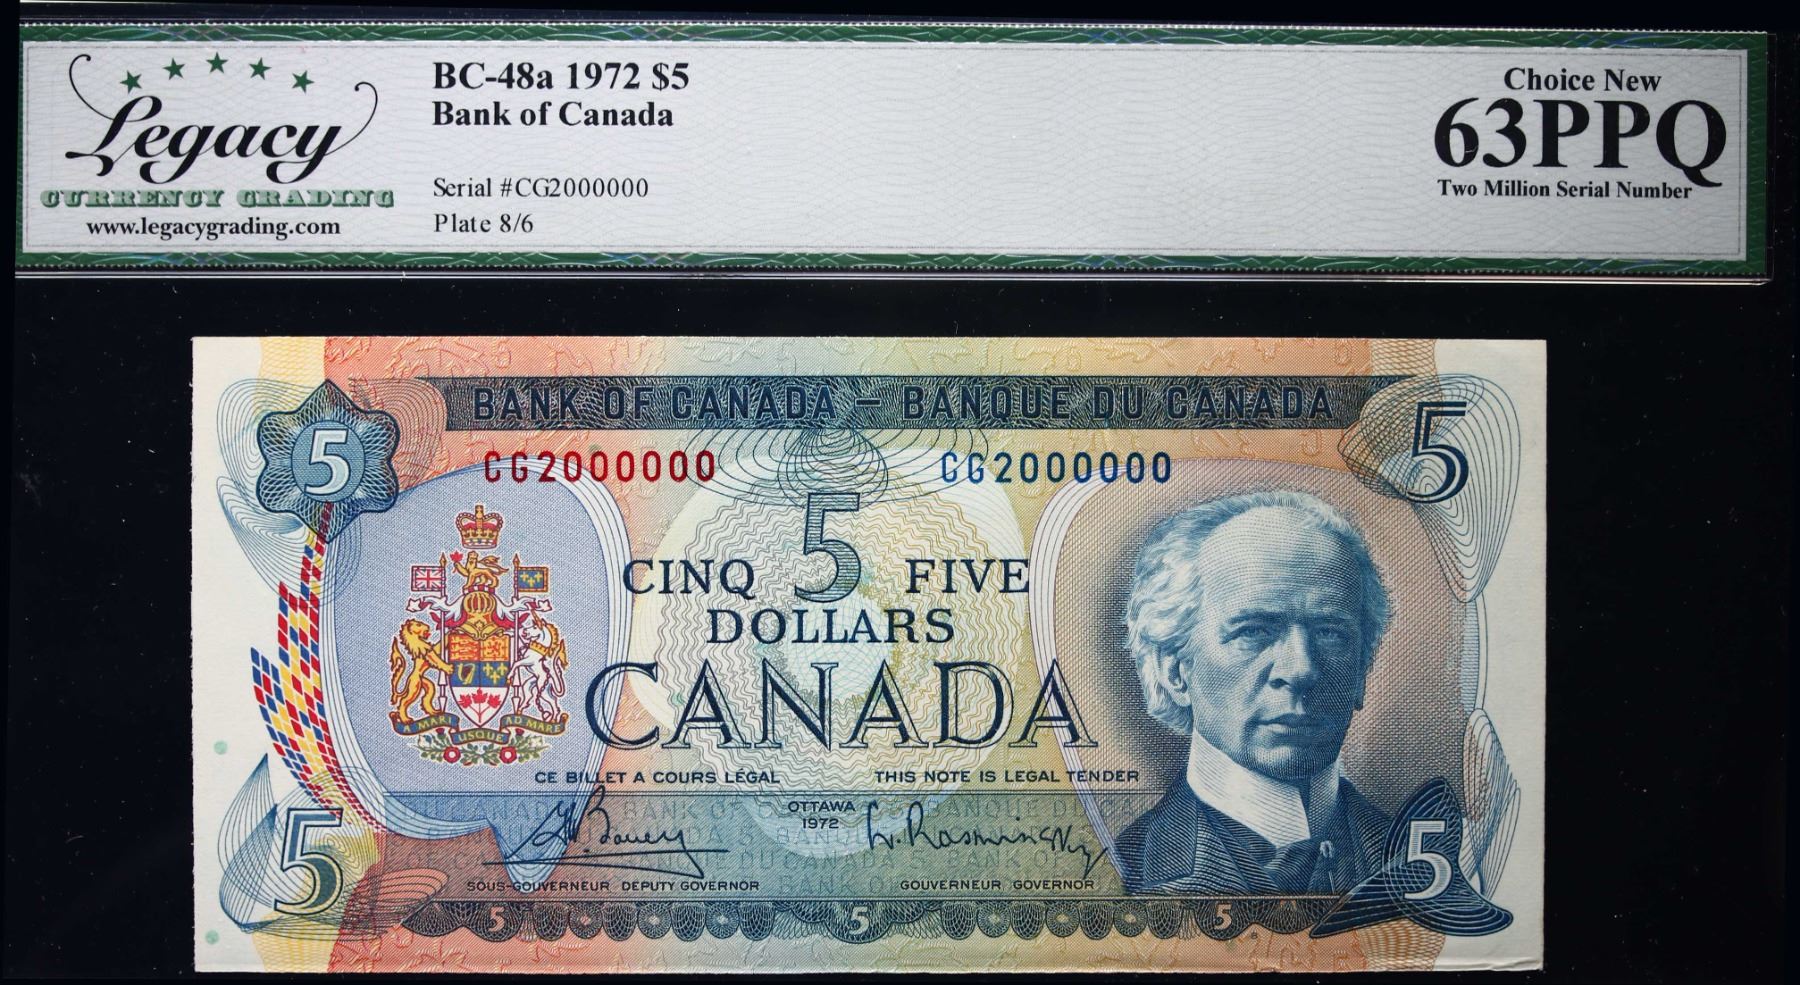 Legacy
CURRENCY GRADING
www.legacygrading.com
BC-48a 1972 $5
Bank of Canada
Serial #CG2000000
Plate 8/6
Choice New
63PPQ
Two Million Serial Number
BANK OF CANADA – BANQUE DU CANADA
5
5
CG2000000
CG2000000
5
CINQ FIVE
DOLLARS
CANADA
A MARI USQUE AD MARE
CE BILLET A COURS LÉGAL
THIS NOTE IS LEGAL TENDER
OTTAWA
1972
G. Bouey
L. Rasminsky
SOUS-GOUVERNEUR DEPUTY GOVERNOR
GOUVERNEUR GOVERNOR
5
5
5 5 5